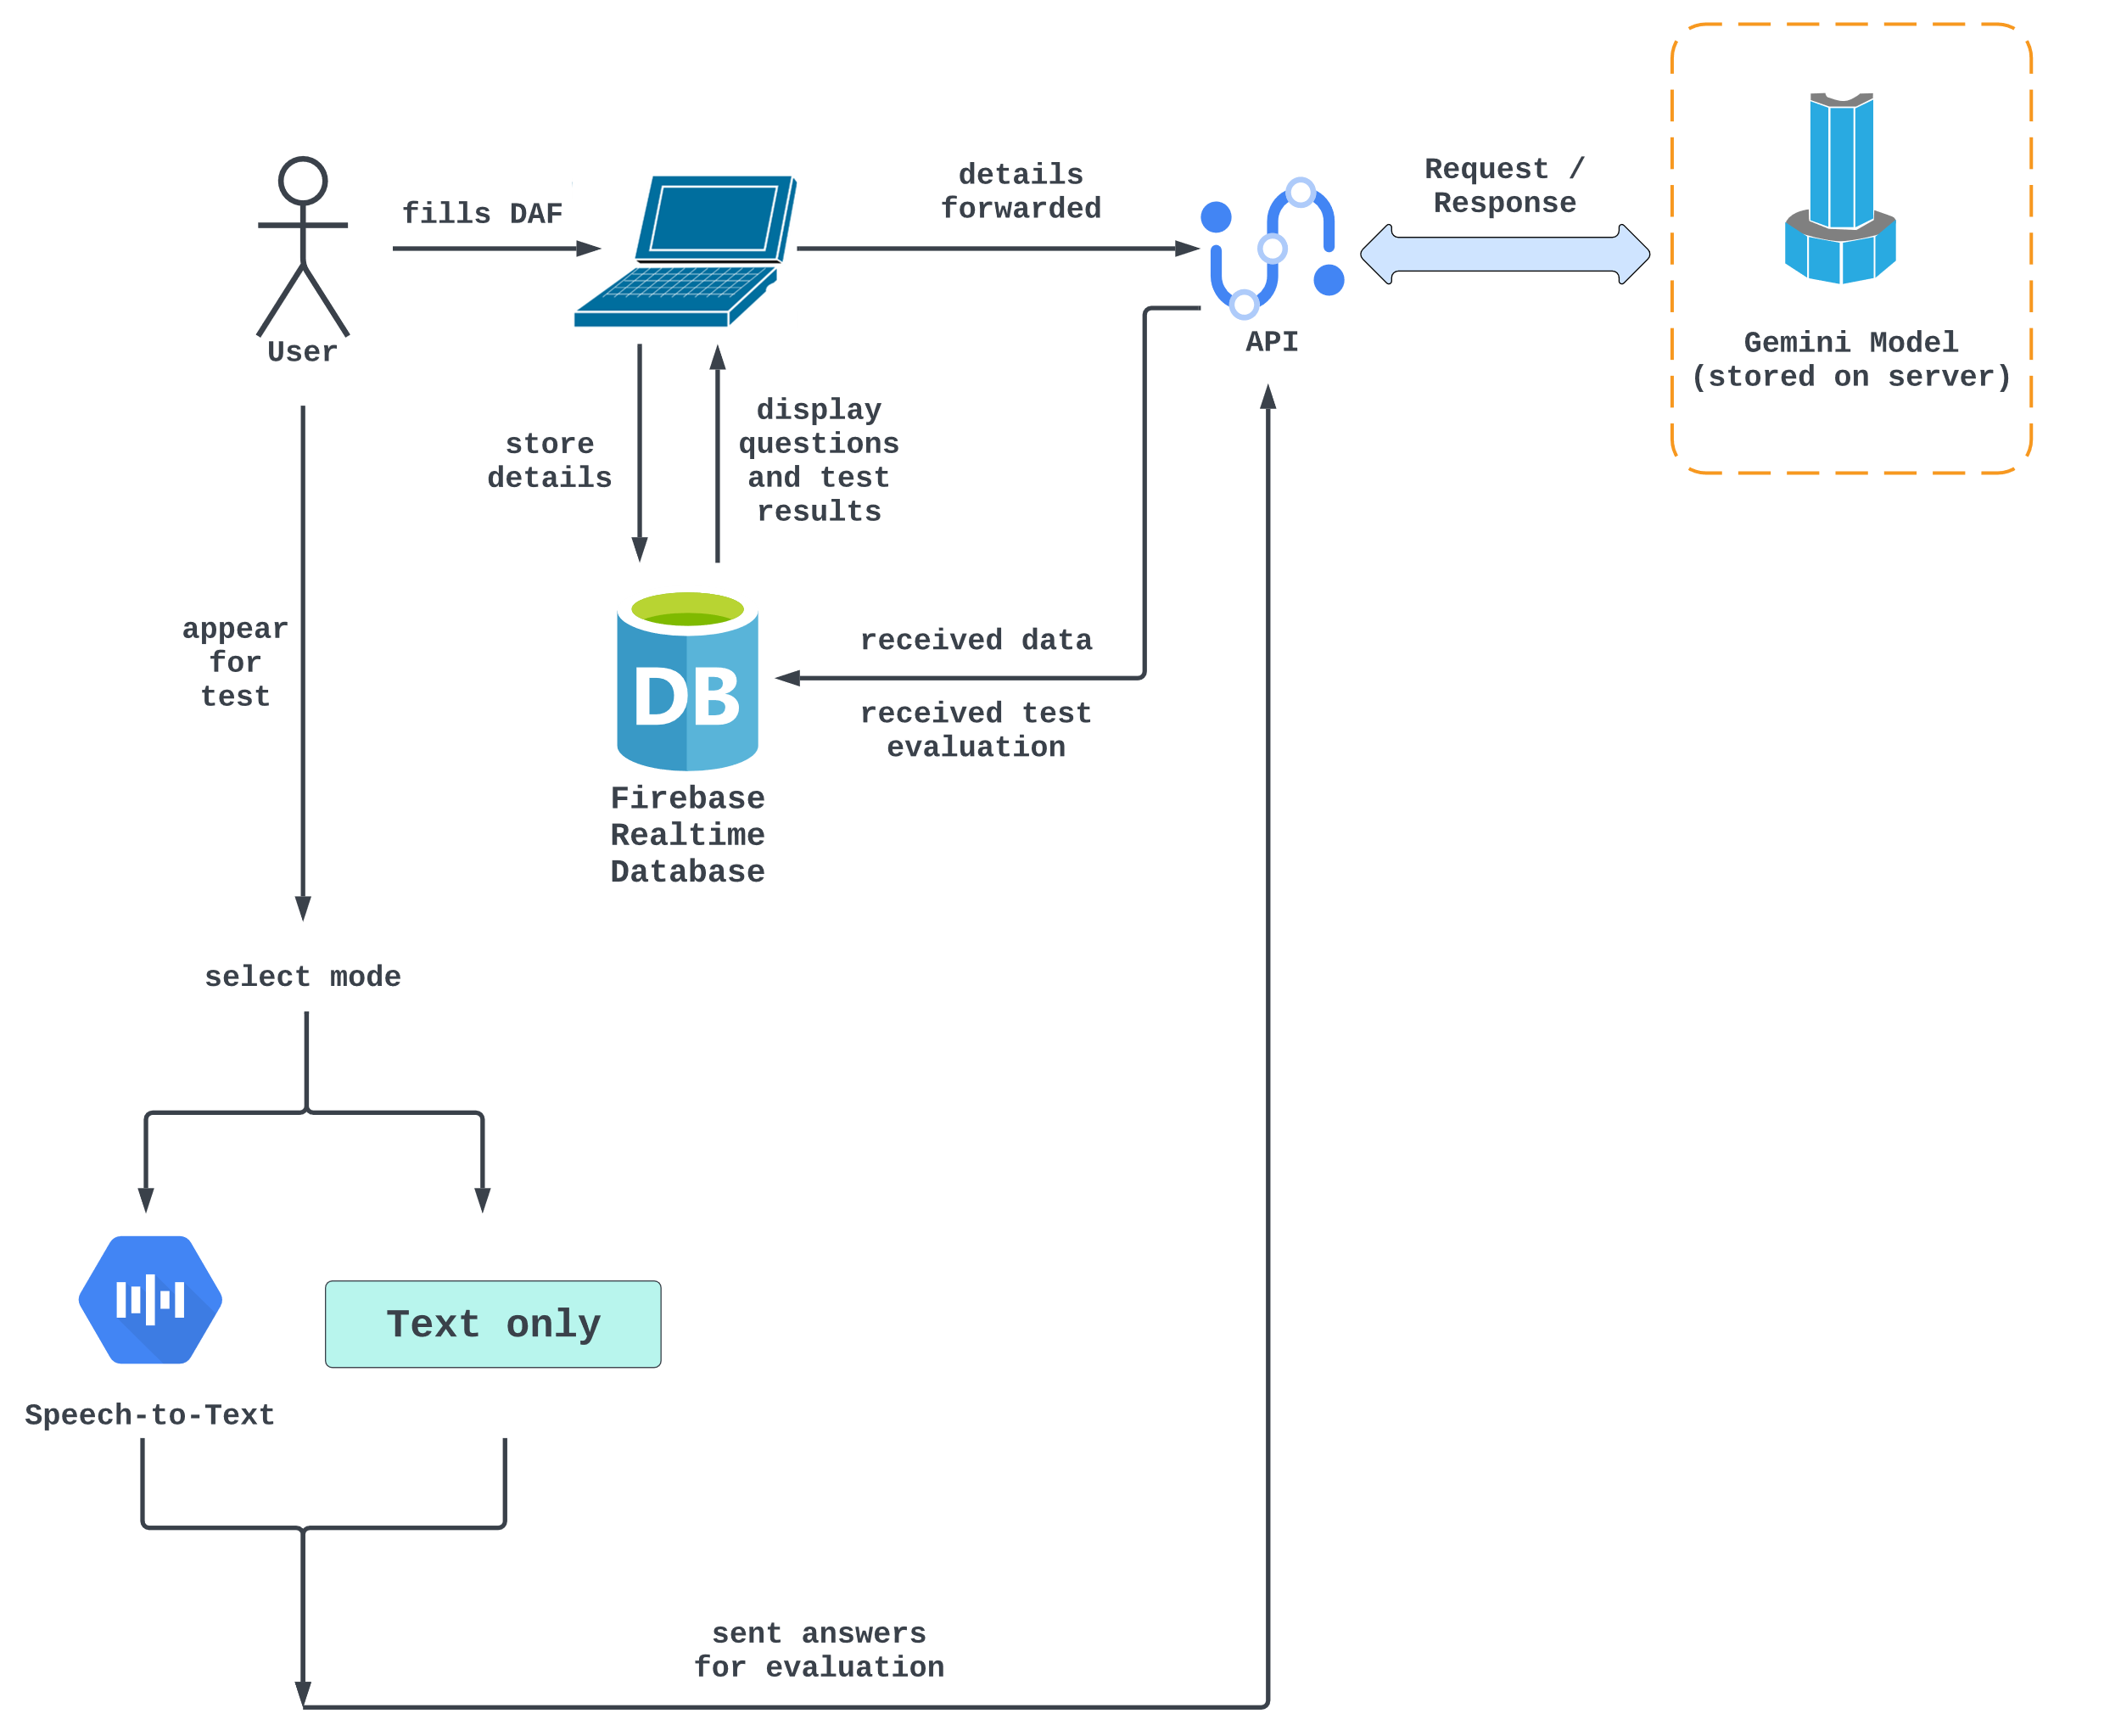 fills DAF
details
forwarded
Request /
Response
User
API
Gemini Model
(stored on server)
store
details
display
questions
and test
results
appear
for
test
received data
received test
evaluation
DB
Firebase
Realtime
Database
select mode
Text only
Speech-to-Text
sent answers
for evaluation